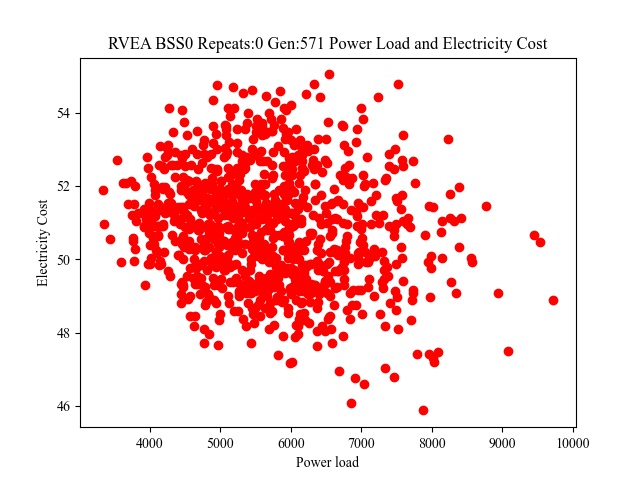 RVEA BSS0 Repeats:0 Gen:571 Power Load and Electricity Cost
54
52
50
48
46
Electricity Cost
4000 5000 6000 7000 8000 9000 10000
Power load